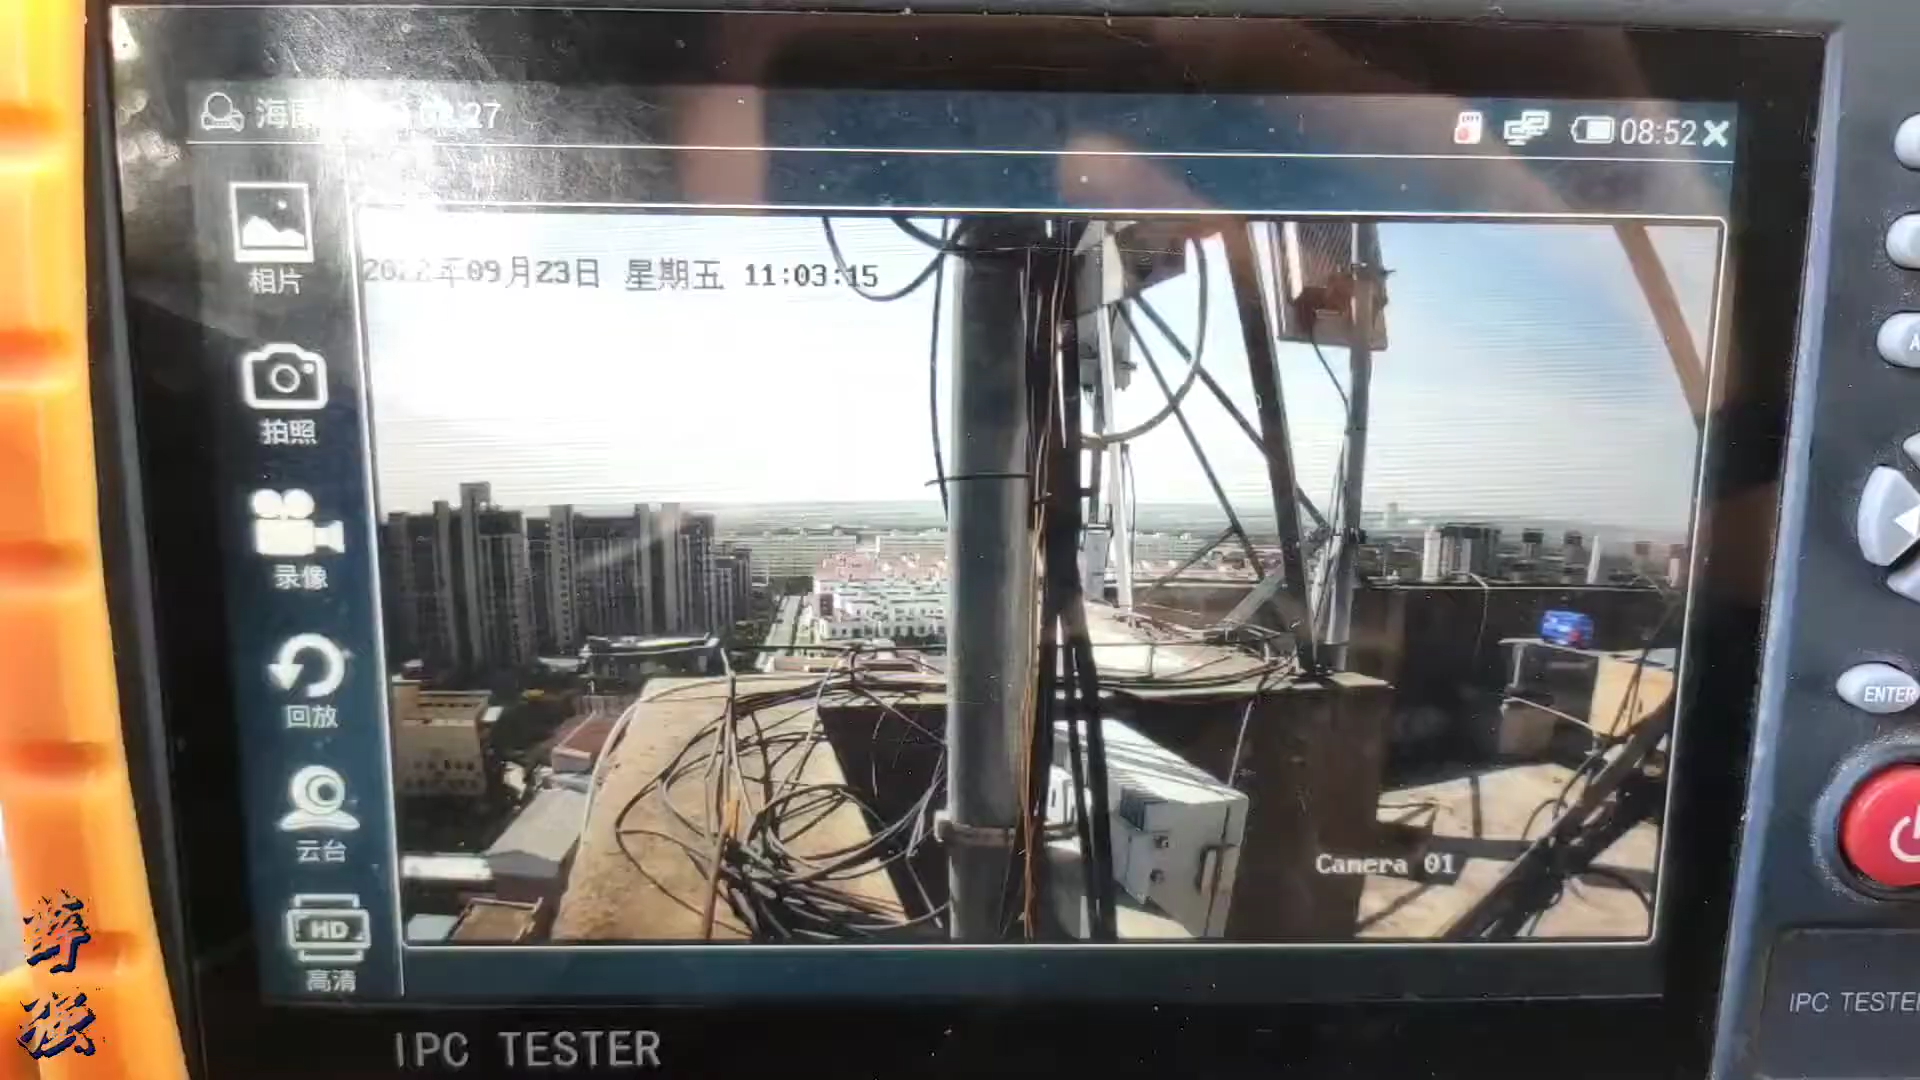 27
08:52
相片
2022年09月23日 星期五 11:03:15
拍照
录像
回放
云台
Camera 01
HD
高清
ENTER
IPC TESTER
IPC TESTE